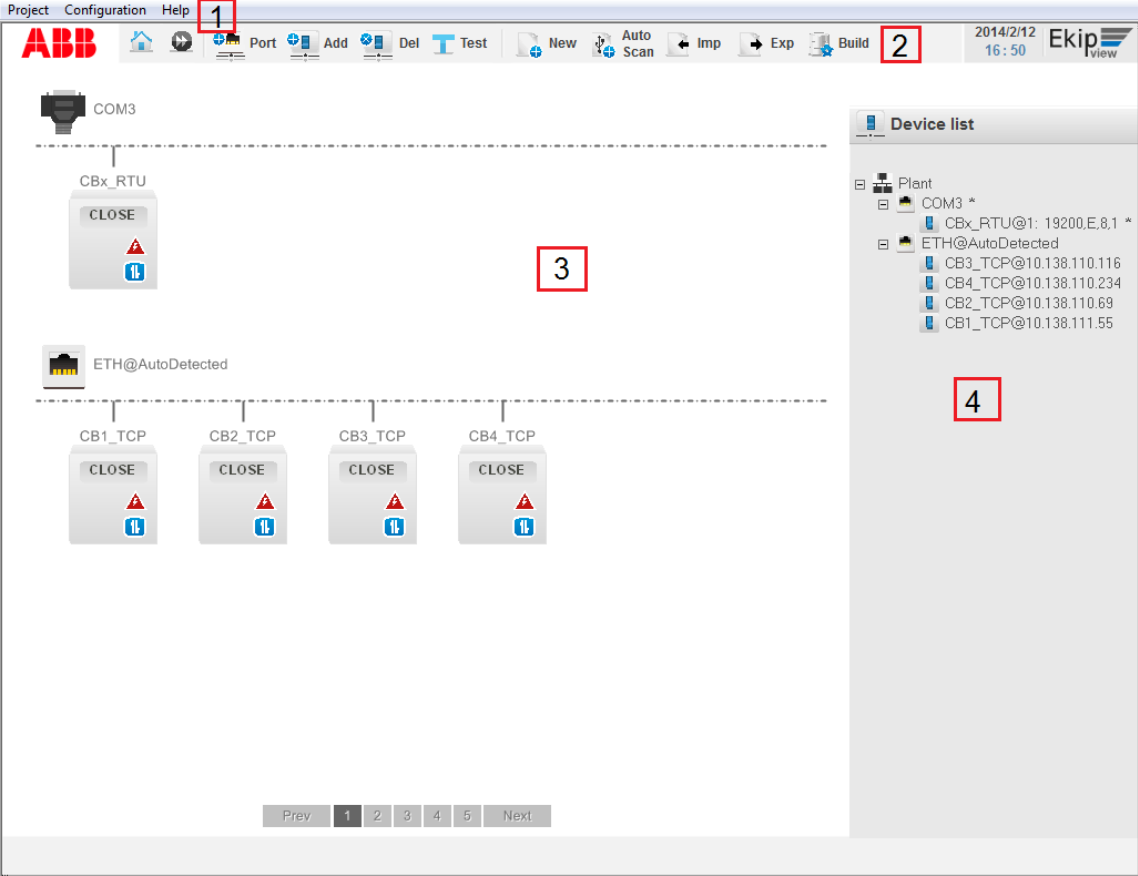 Project Configuration Help 1
ABB Port Add Del Test New Auto Scan Imp Exp Build 2 2014/2/12 16:50 Ekip view
COM3
CBx_RTU
CLOSE
3
ETH@AutoDetected
CB1_TCP CB2_TCP CB3_TCP CB4_TCP
CLOSE CLOSE CLOSE CLOSE
Prev 1 2 3 4 5 Next
Device list
Plant
COM3 *
CBx_RTU@1: 19200,E,8,1 *
ETH@AutoDetected
CB3_TCP@10.138.110.116
CB4_TCP@10.138.110.234
CB2_TCP@10.138.110.69
CB1_TCP@10.138.111.55
4